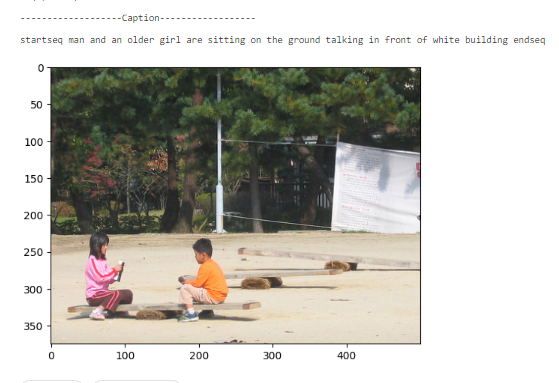 --------------------Caption------------------
startseq man and an older girl are sitting on the ground talking in front of white building endseq
0
50
100
150
200
250
300
350
0 100 200 300 400